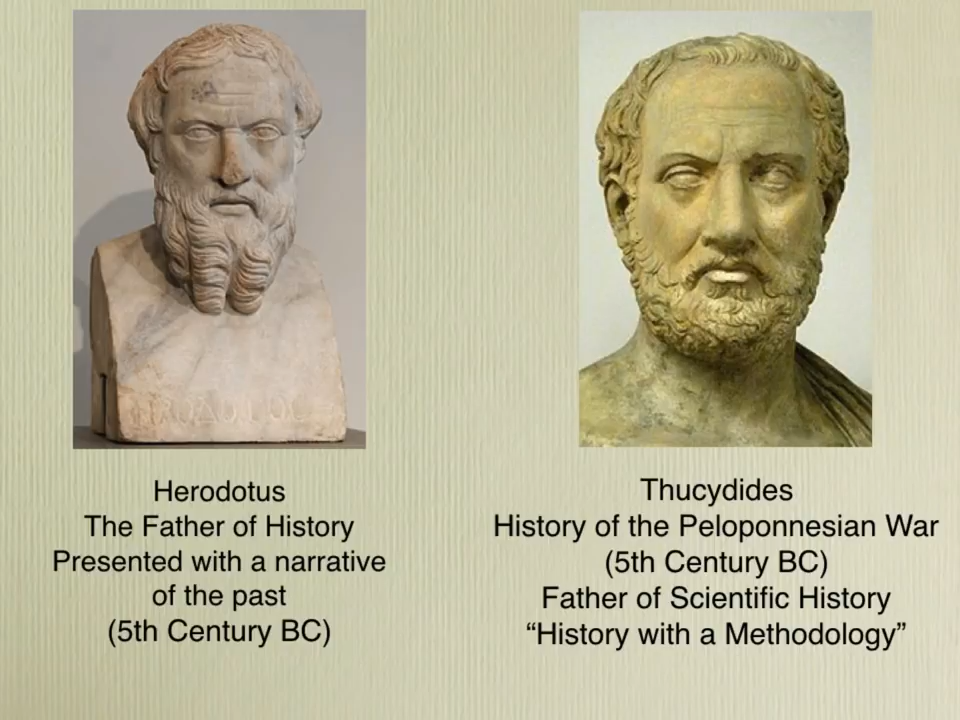 Herodotus
The Father of History
Presented with a narrative
of the past
(5th Century BC)
Thucydides
History of the Peloponnesian War
(5th Century BC)
Father of Scientific History
“History with a Methodology”